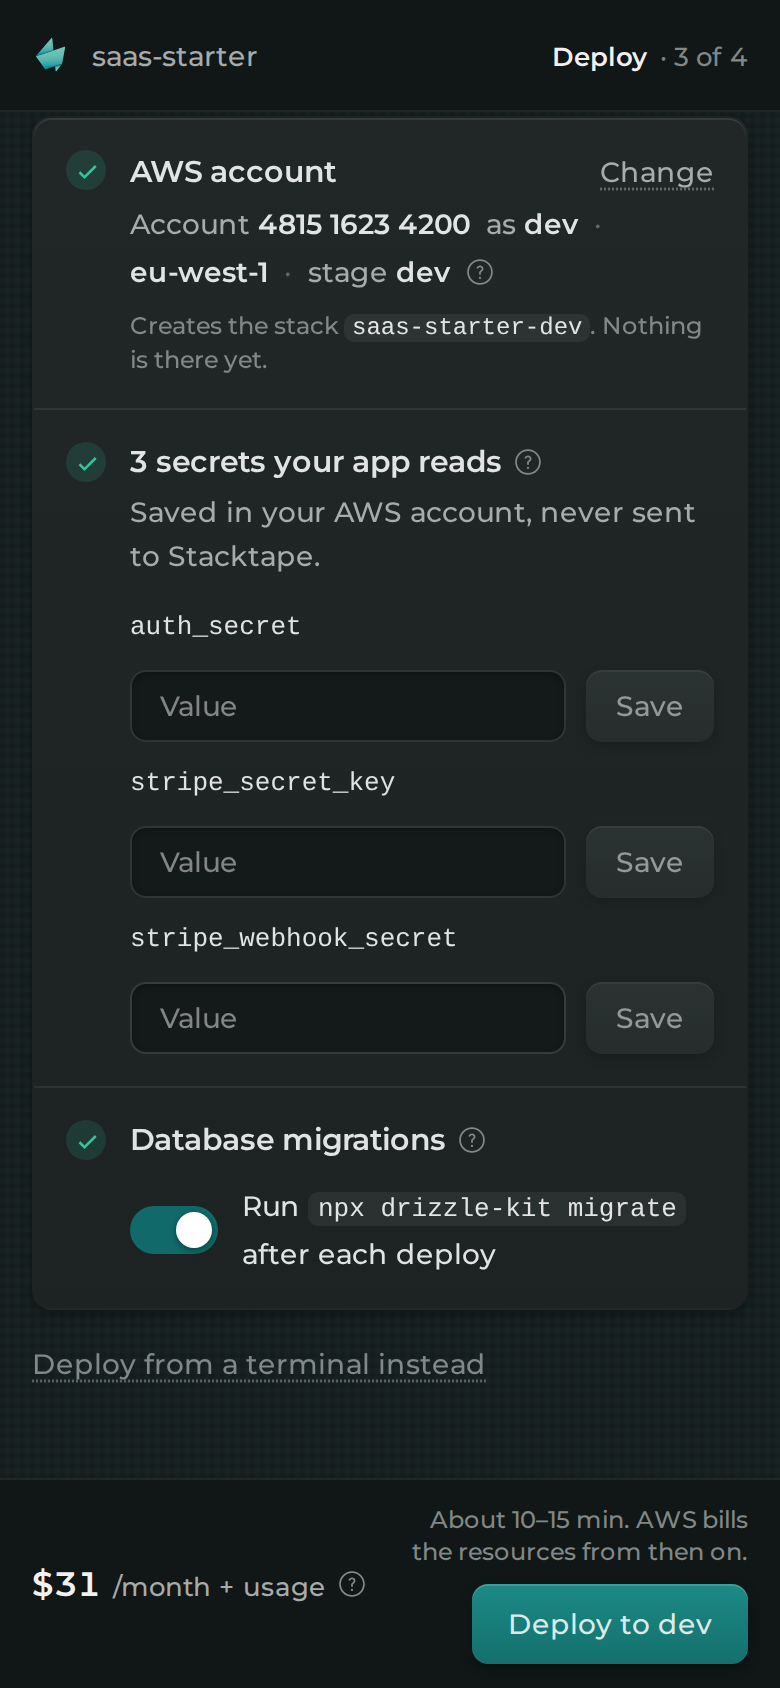 saas-starter
Deploy · 3 of 4
AWS account
Change
Account 4815 1623 4200 as dev ·
eu-west-1 · stage dev ?
Creates the stack saas-starter-dev. Nothing
is there yet.
3 secrets your app reads ?
Saved in your AWS account, never sent
to Stacktape.
auth_secret
Value
Save
stripe_secret_key
Value
Save
stripe_webhook_secret
Value
Save
Database migrations ?
Run npx drizzle-kit migrate
after each deploy
Deploy from a terminal instead
About 10–15 min. AWS bills
the resources from then on.
$31 /month + usage ?
Deploy to dev